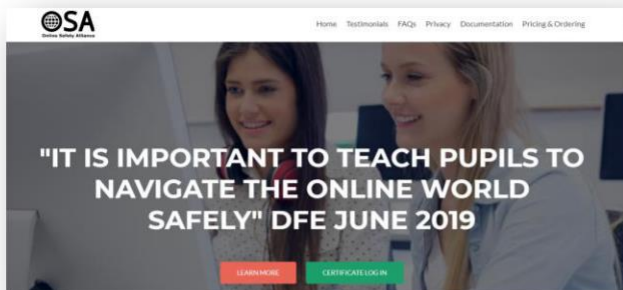 OSA
Online Safety Alliance
Home Testimonials FAQs Privacy Documentation Pricing & Ordering
"IT IS IMPORTANT TO TEACH PUPILS TO
NAVIGATE THE ONLINE WORLD
SAFELY" DFE JUNE 2019
LEARN MORE CERTIFICATE LOG IN